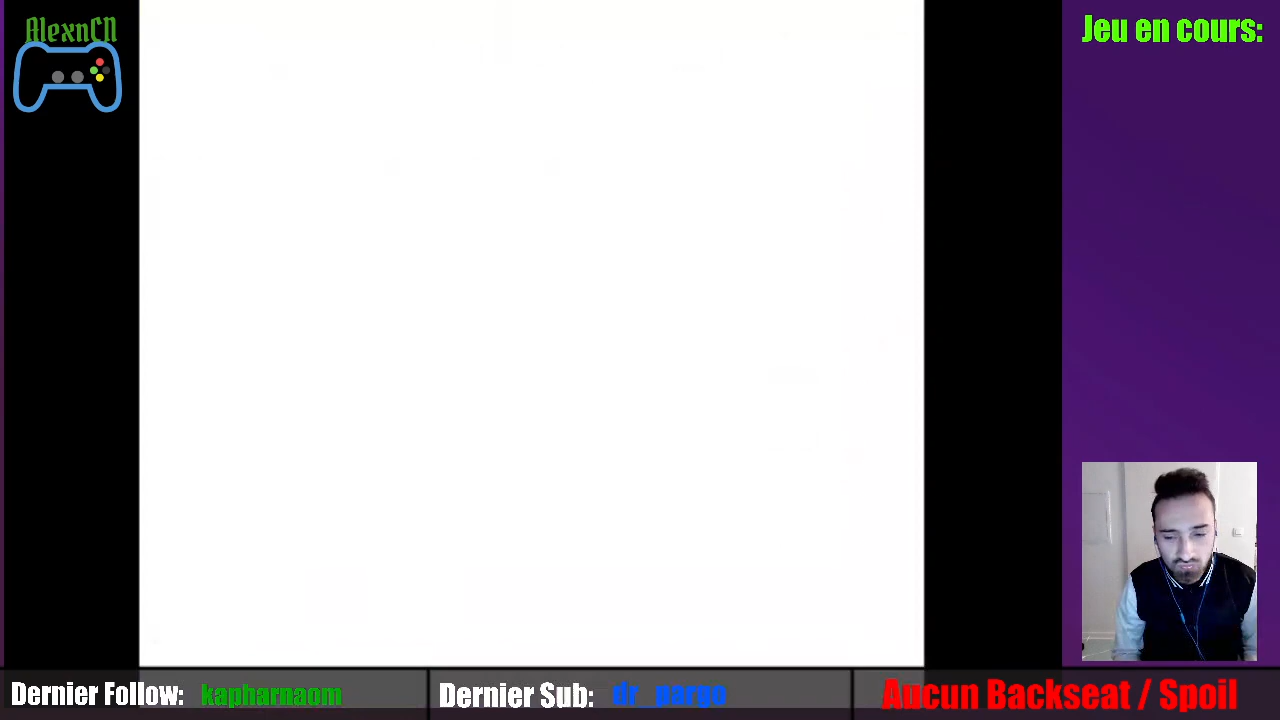 AlexnCN
Jeu en cours:
Dernier Follow: kapharnaom
Dernier Sub: dr_pargo
Aucun Backseat / Spoil